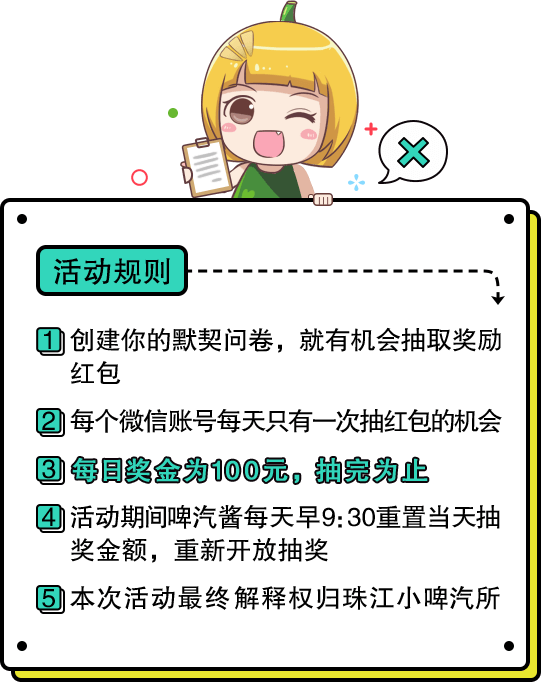 活动规则
1 创建你的默契问卷，就有机会抽取奖励
红包
2 每个微信账号每天只有一次抽红包的机会
3 每日奖金为100元，抽完为止
4 活动期间啤汽酱每天早9:30重置当天抽
奖金额，重新开放抽奖
5 本次活动最终解释权归珠江小啤汽所